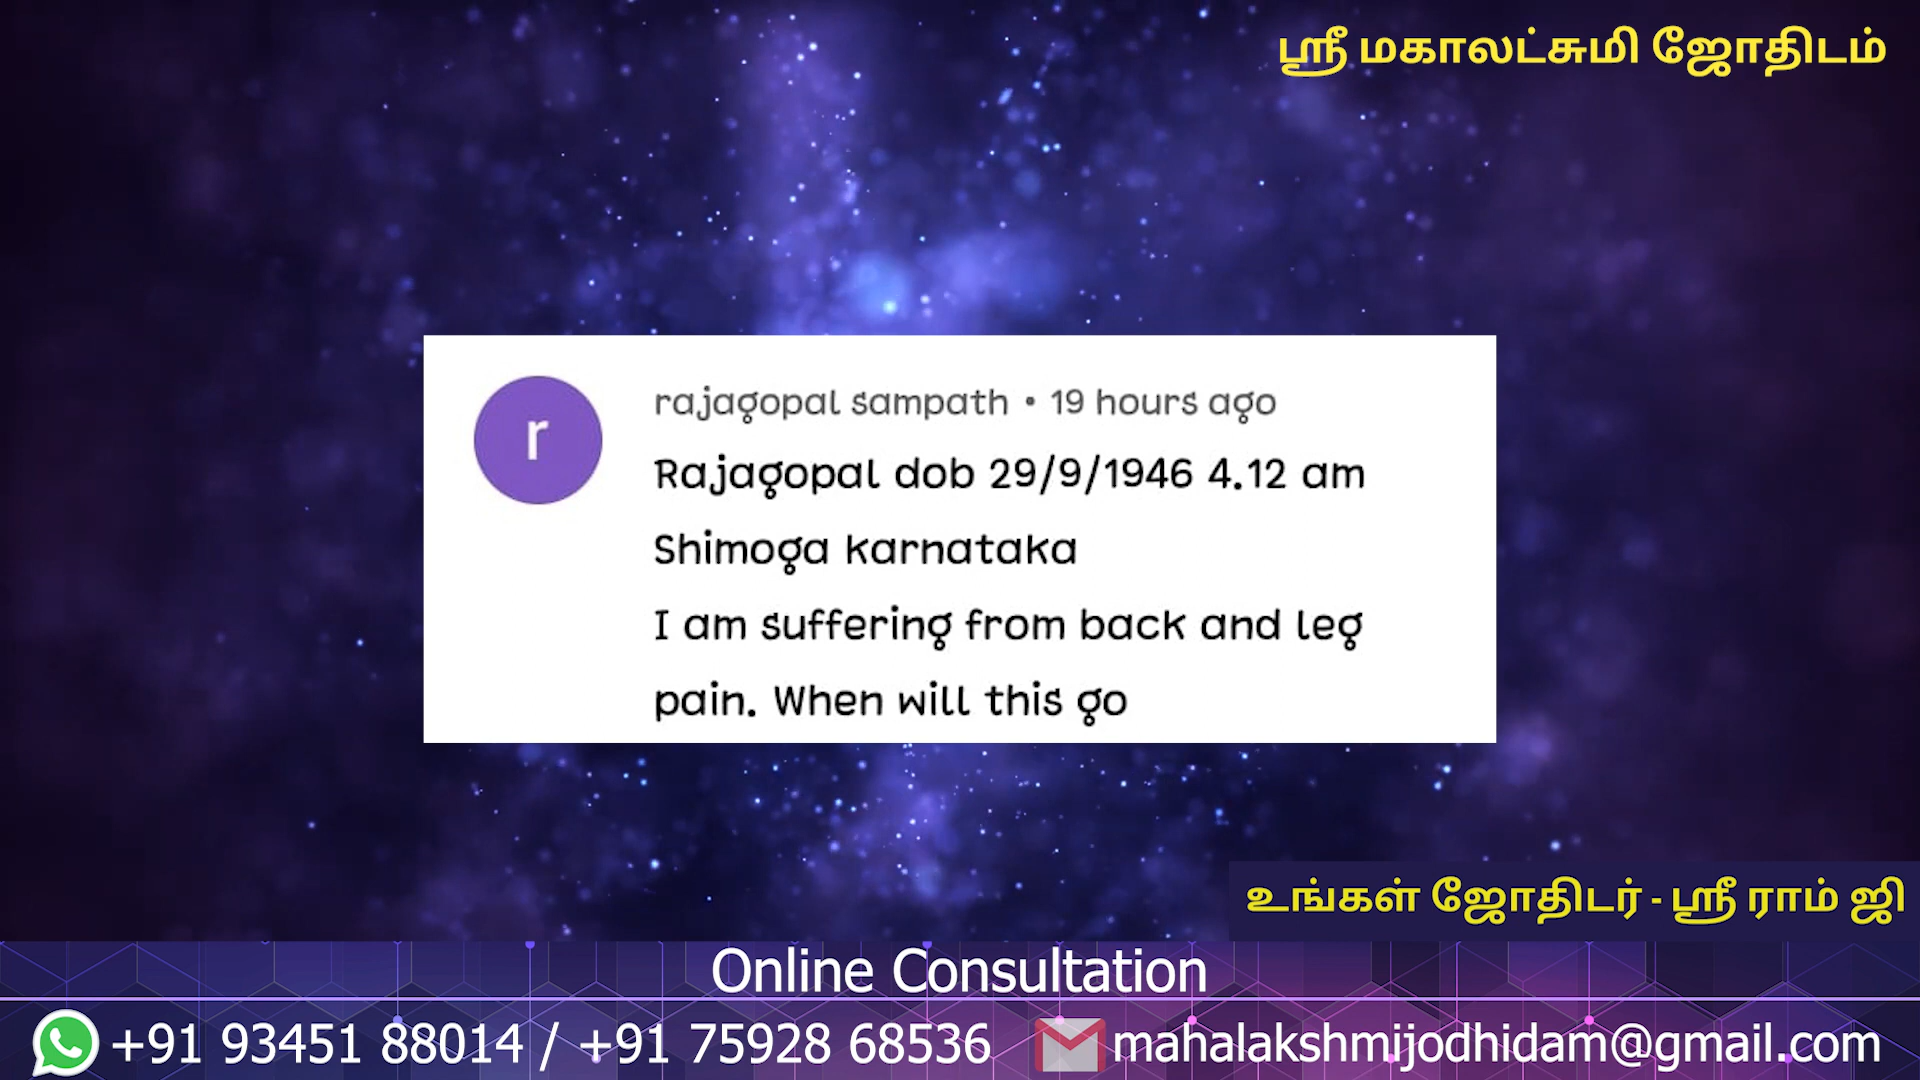 ஸ்ரீ மகாலட்சுமி ஜோதிடம்
r
rajagopal sampath • 19 hours ago
Rajagopal dob 29/9/1946 4.12 am
Shimoga karnataka
I am suffering from back and leg
pain. When will this go
உங்கள் ஜோதிடர் - ஸ்ரீ ராம் ஜி
Online Consultation
+91 93451 88014 / +91 75928 68536 mahalakshmijodhidam@gmail.com